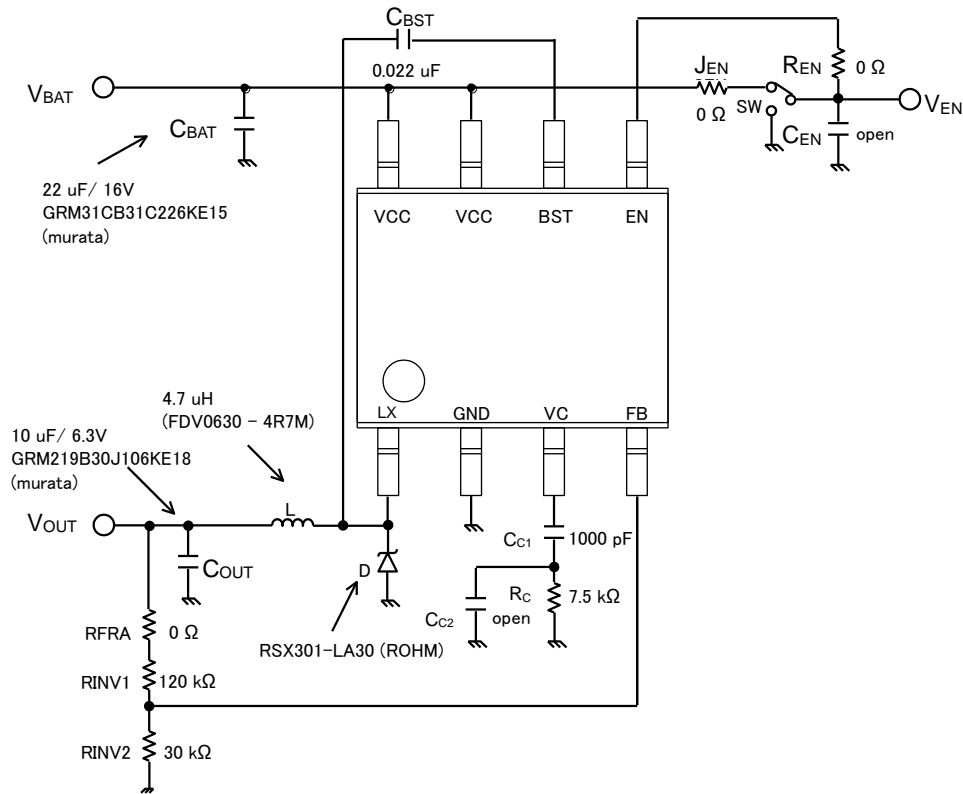 CBST
0.022 uF
VBAT
CBAT
22 uF/ 16V
GRM31CB31C226KE15
(murata)
JEN
0 Ω
SW
REN
0 Ω
VEN
CEN
open
VCC
VCC
BST
EN
LX
GND
VC
FB
4.7 uH
(FDV0630 - 4R7M)
10 uF/ 6.3V
GRM219B30J106KE18
(murata)
VOUT
L
COUT
D
RSX301-LA30 (ROHM)
CC1
1000 pF
CC2
open
RC
7.5 kΩ
RFRA
0 Ω
RINV1
120 kΩ
RINV2
30 kΩ